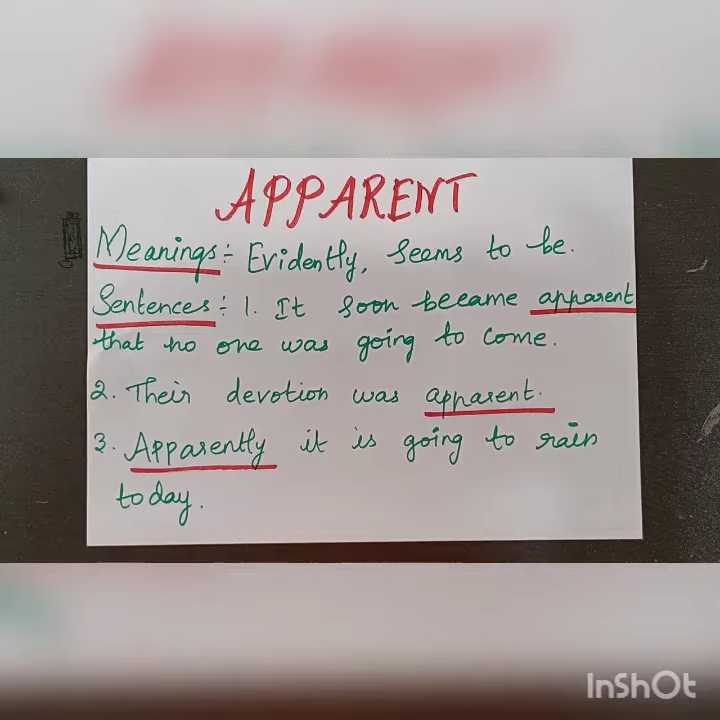 APPARENT
Meanings:- Evidently, seems to be.
Sentences:- 1. It soon became apparent
that no one was going to come.
2. Their devotion was apparent.
3. Apparently it is going to rain
today.
InShOt